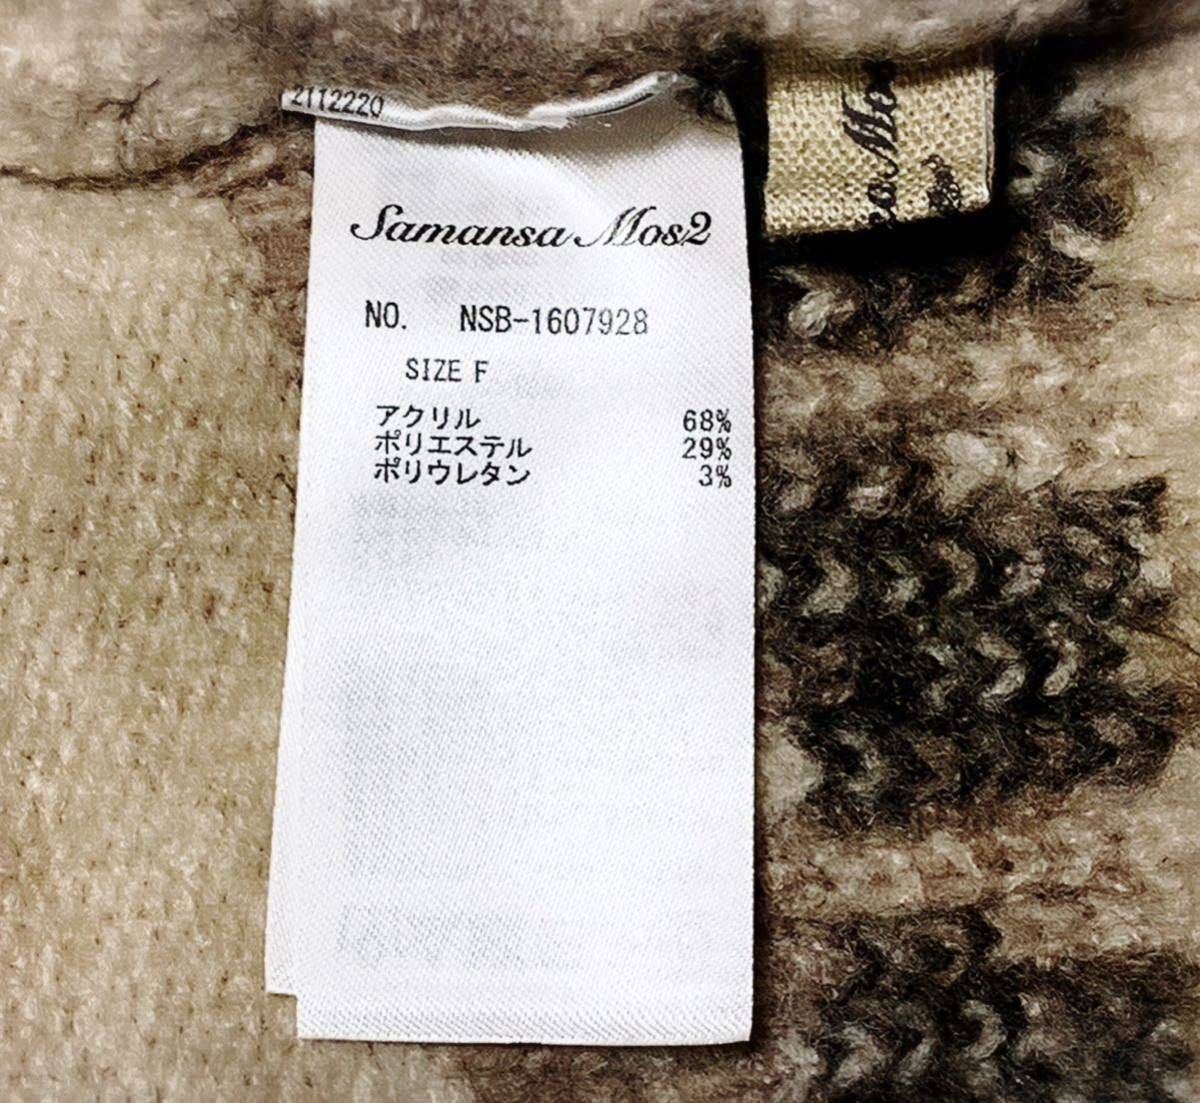 2112220
Samansa Mos2
NO. NSB-1607928
SIZE F
アクリル 68%
ポリエステル 29%
ポリウレタン 3%